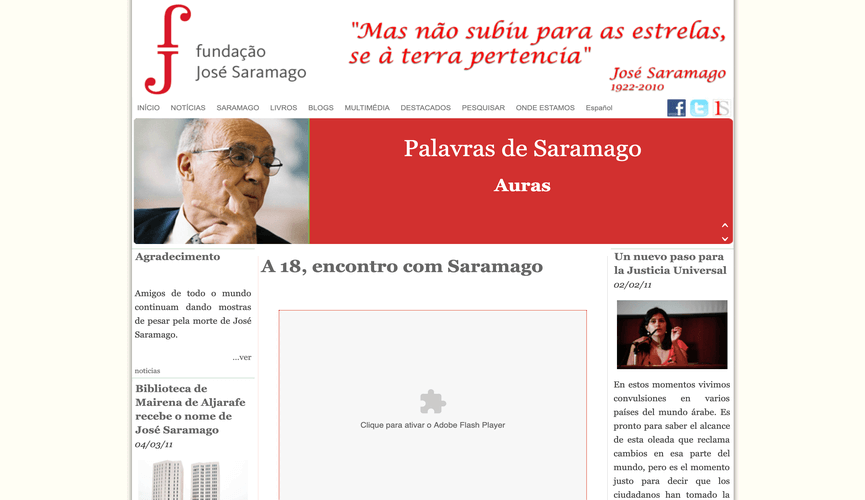 fundação
José Saramago
"Mas não subiu para as estrelas,
se à terra pertencia"
José Saramago
1922-2010
INÍCIO NOTÍCIAS SARAMAGO LIVROS BLOGS MULTIMÉDIA DESTACADOS PESQUISAR ONDE ESTAMOS Español
Palavras de Saramago
Auras
Agradecimento
Amigos de todo o mundo
continuam dando mostras
de pesar pela morte de José
Saramago.
...ver
noticias
Biblioteca de
Mairena de Aljarafe
recebe o nome de
José Saramago
04/03/11
A 18, encontro com Saramago
Clique para ativar o Adobe Flash Player
Un nuevo paso para
la Justicia Universal
02/02/11
En estos momentos vivimos
convulsiones en varios
países del mundo árabe. Es
pronto para saber el alcance
de esta oleada que reclama
cambios en esa parte del
mundo, pero es el momento
justo para decir que los
ciudadanos han tomado la